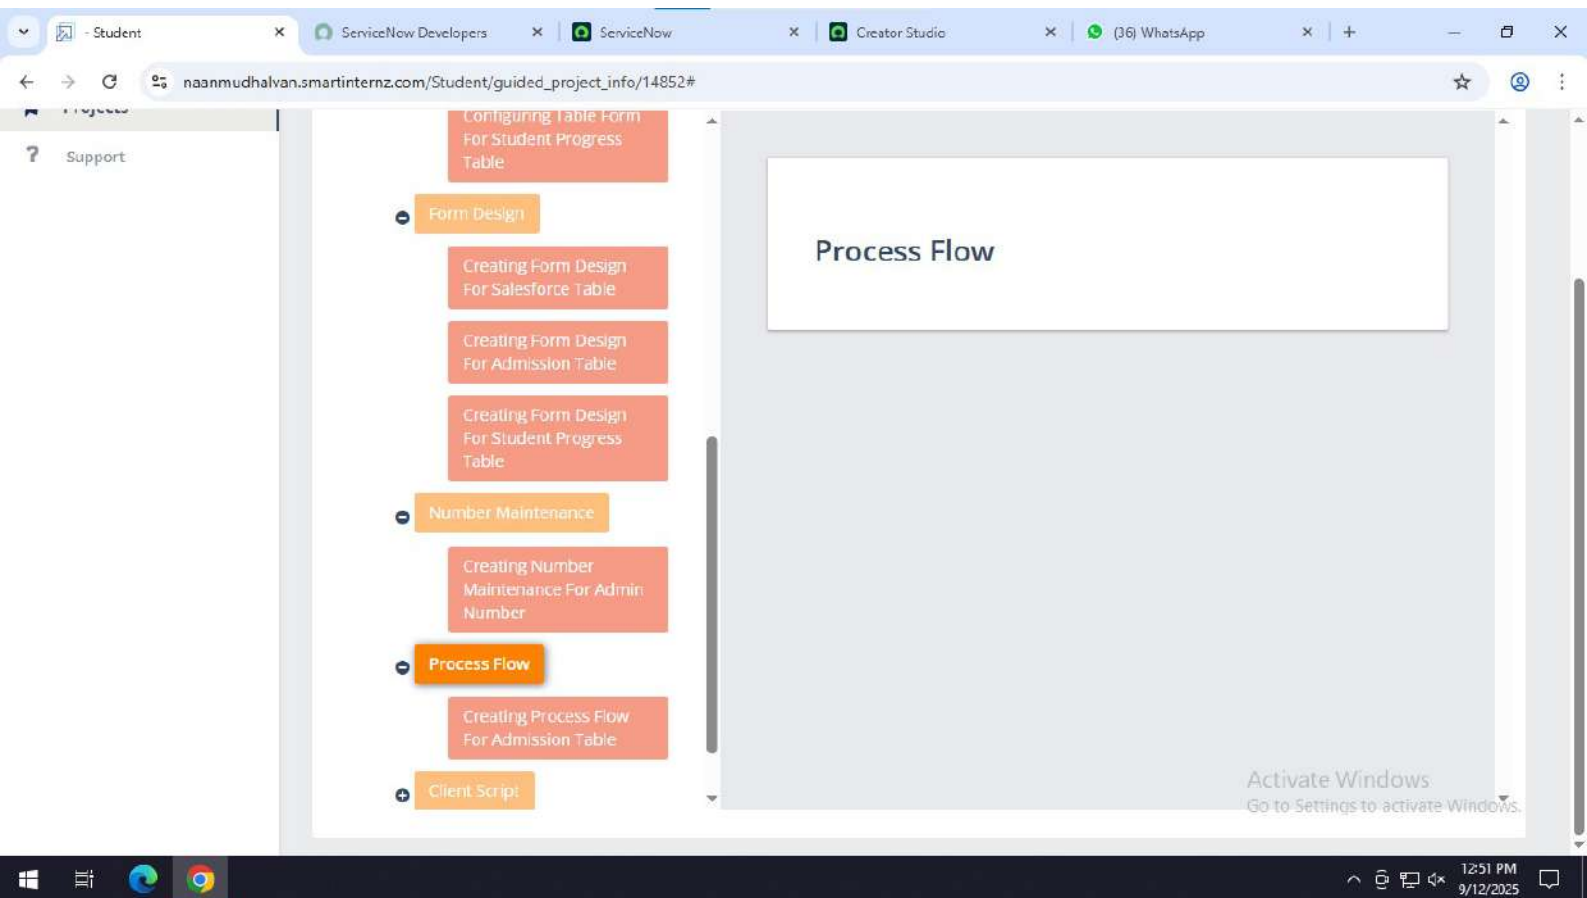 - Student
ServiceNow Developers
ServiceNow
Creator Studio
(36) WhatsApp
naanmudhalvan.smartinternz.com/Student/guided_project_info/14852#
Projects
Support
Configuring Table Form
For Student Progress
Table
Form Design
Creating Form Design
For Salesforce Table
Creating Form Design
For Admission Table
Creating Form Design
For Student Progress
Table
Number Maintenance
Creating Number
Maintenance For Admin
Number
Process Flow
Creating Process Flow
For Admission Table
Client Script
Process Flow
Activate Windows
Go to Settings to activate Windows.
12:51 PM
9/12/2025